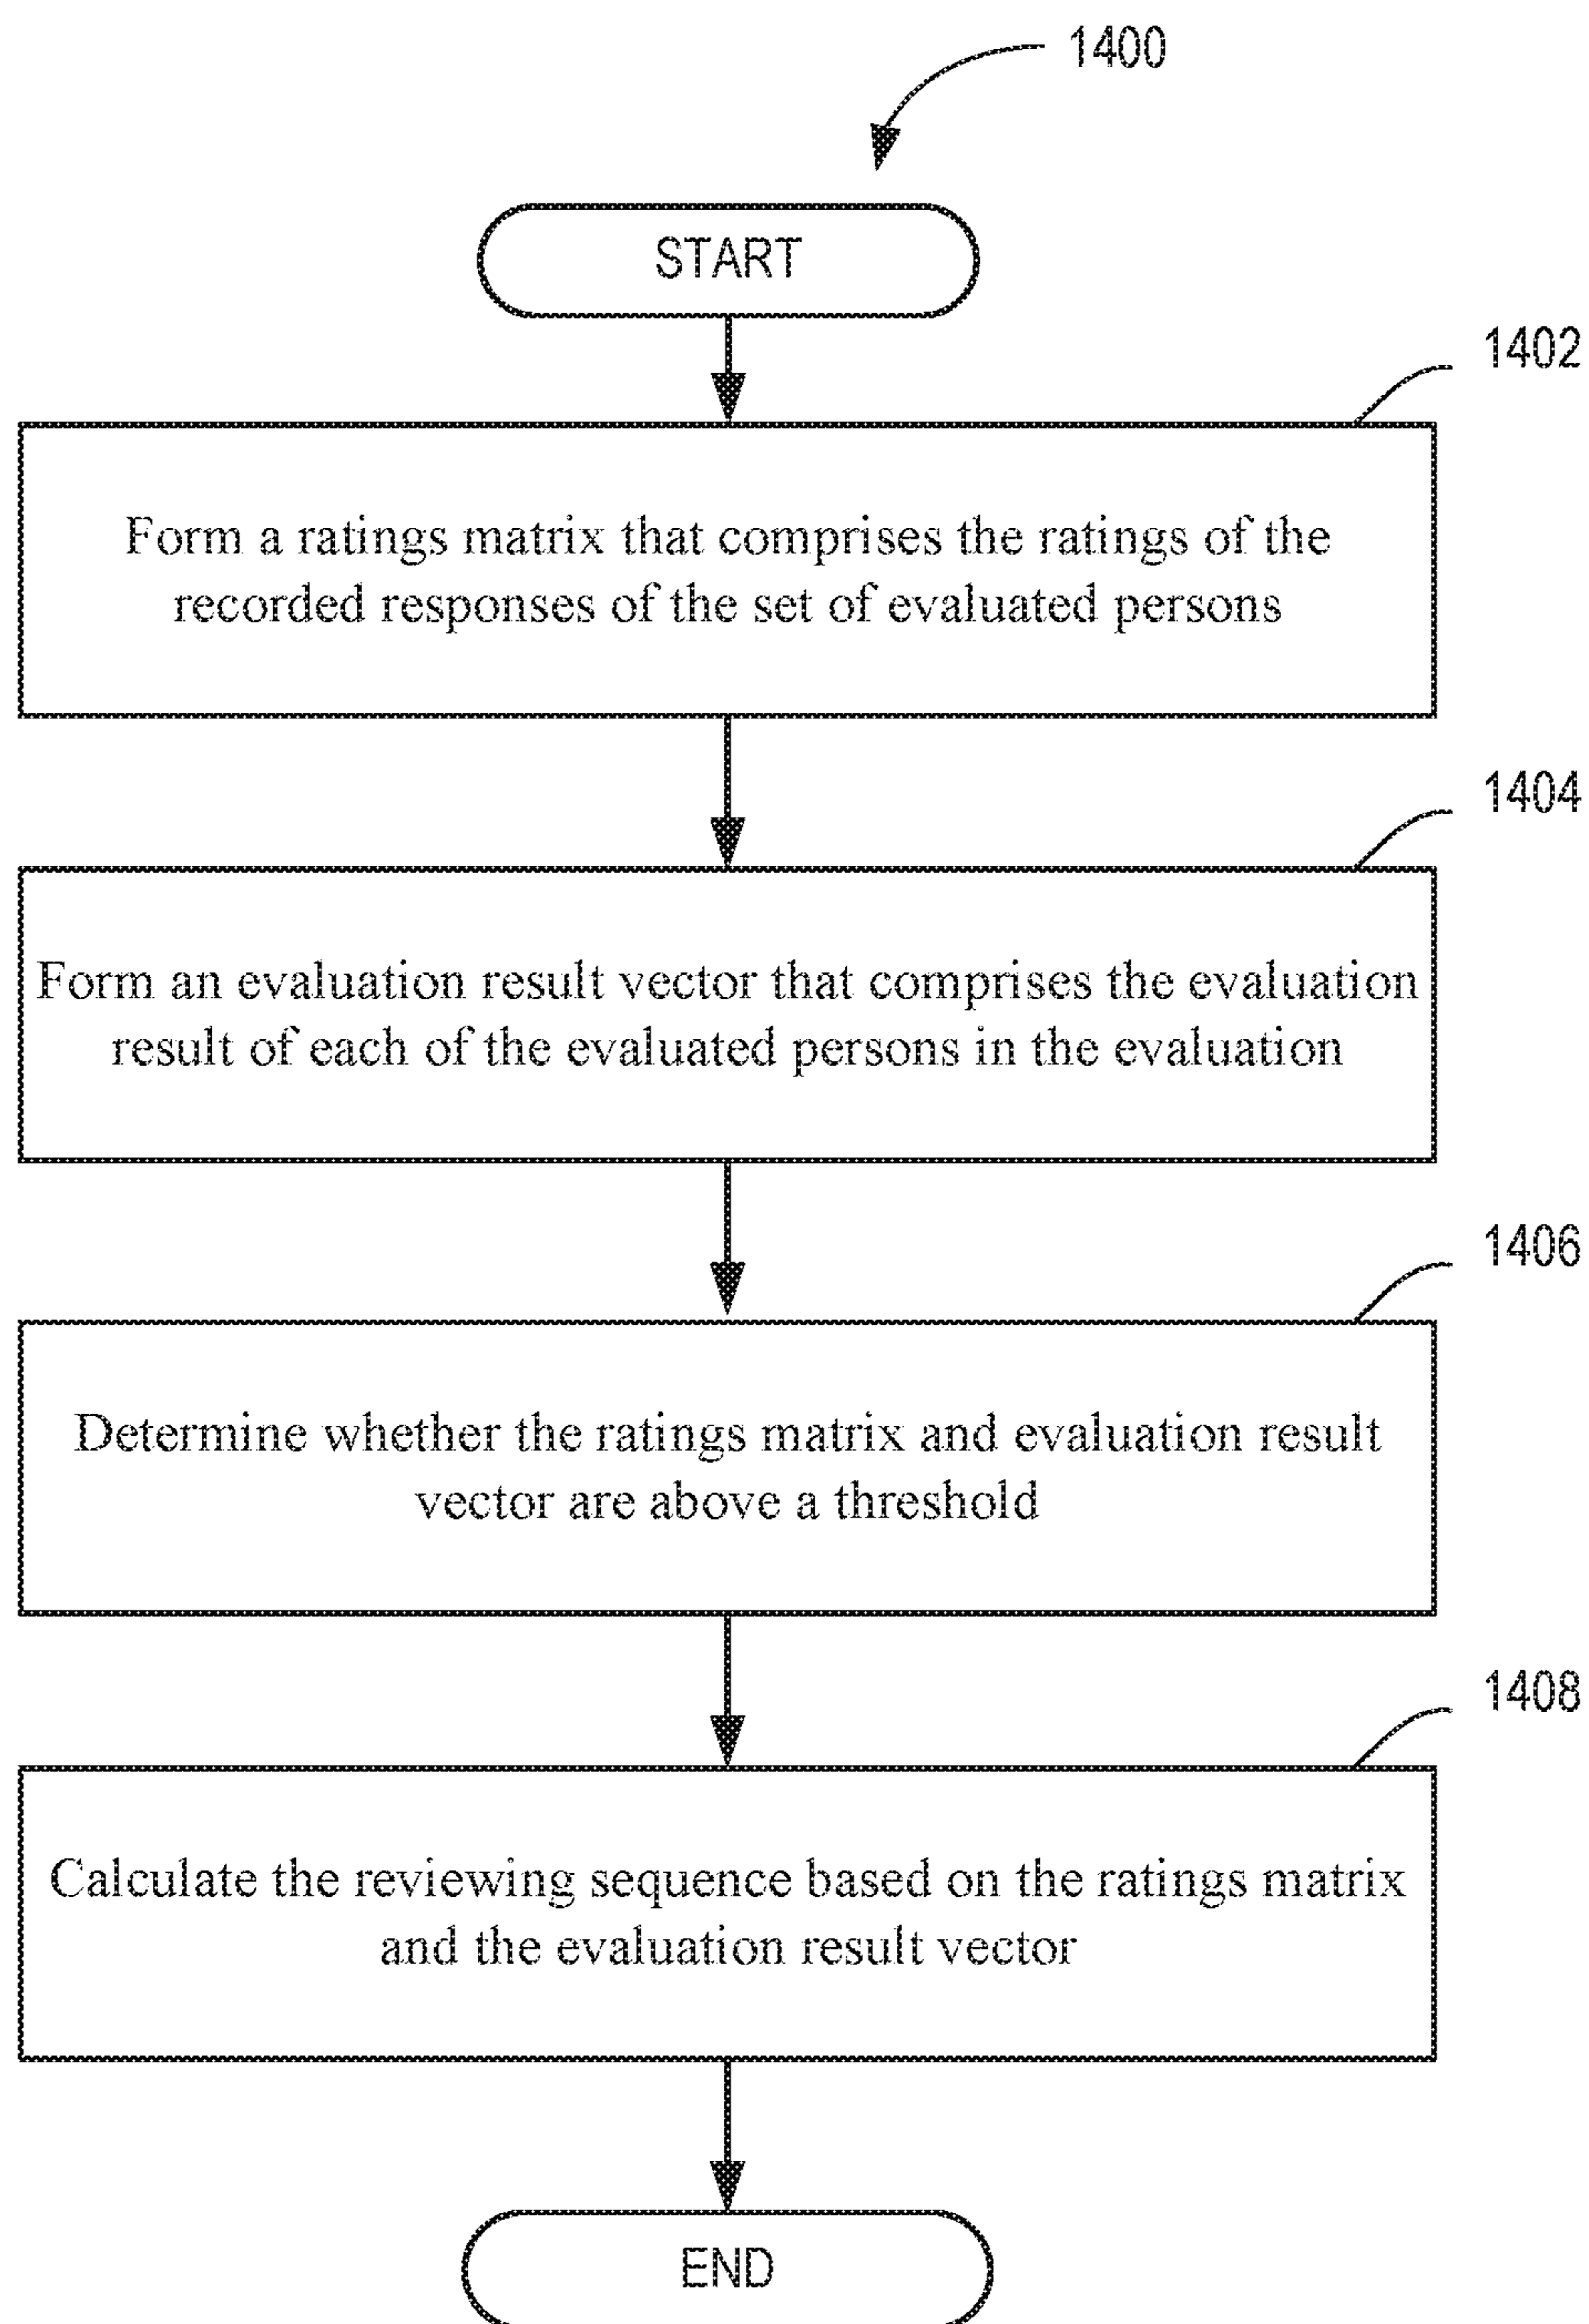 1400
START
1402
Form a ratings matrix that comprises the ratings of the
recorded responses of the set of evaluated persons
1404
Form an evaluation result vector that comprises the evaluation
result of each of the evaluated persons in the evaluation
1406
Determine whether the ratings matrix and evaluation result
vector are above a threshold
1408
Calculate the reviewing sequence based on the ratings matrix
and the evaluation result vector
END